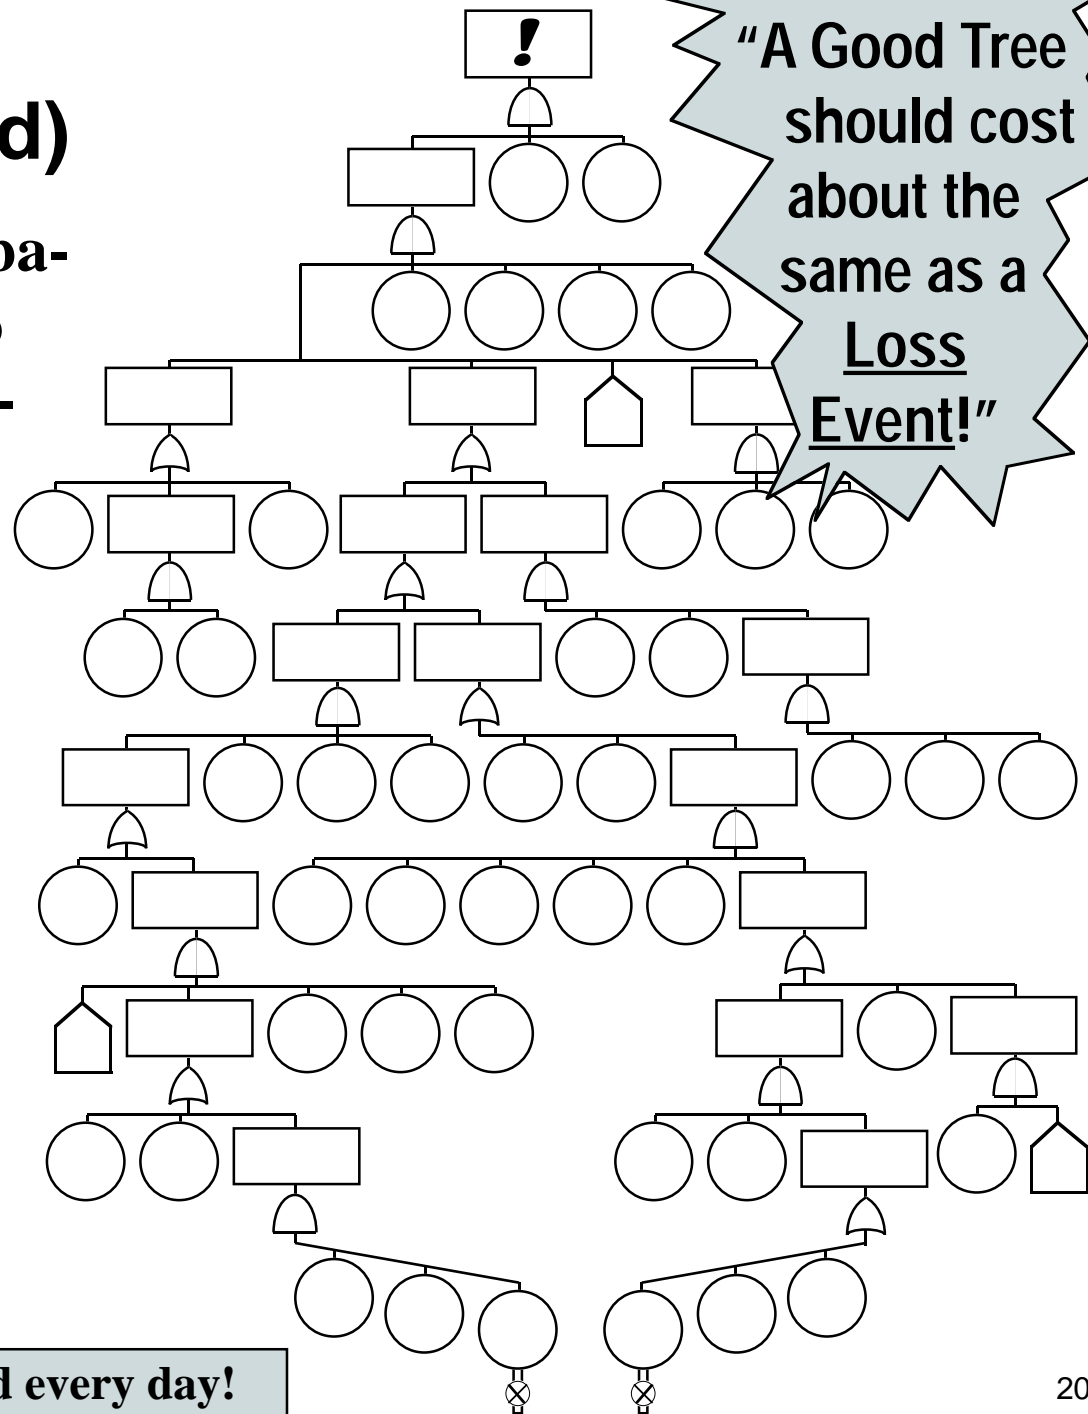 !
d)
pa-
-
“A Good Tree
should cost
about the
same as a
Loss
Event!”
d every day!
20